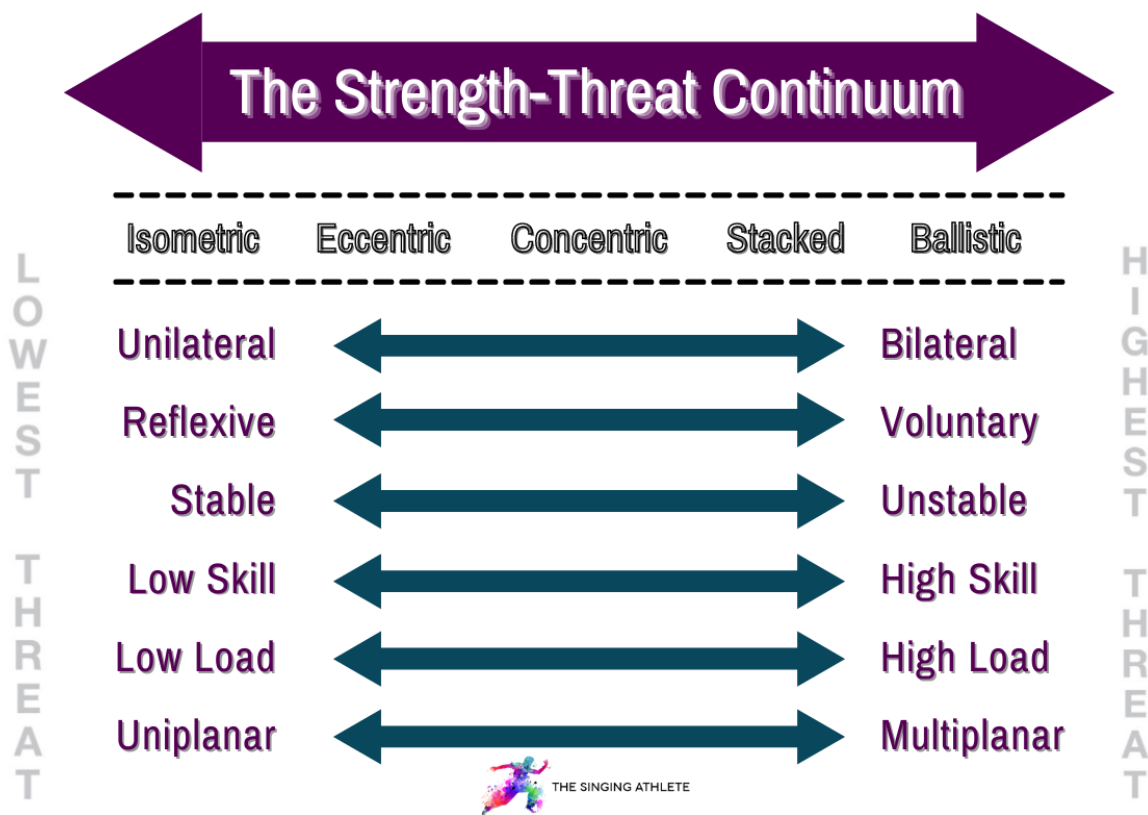 The Strength-Threat Continuum
Isometric Eccentric Concentric Stacked Ballistic
LOWEST THREAT
HIGHEST THREAT
Unilateral Bilateral
Reflexive Voluntary
Stable Unstable
Low Skill High Skill
Low Load High Load
Uniplanar Multiplanar
THE SINGING ATHLETE